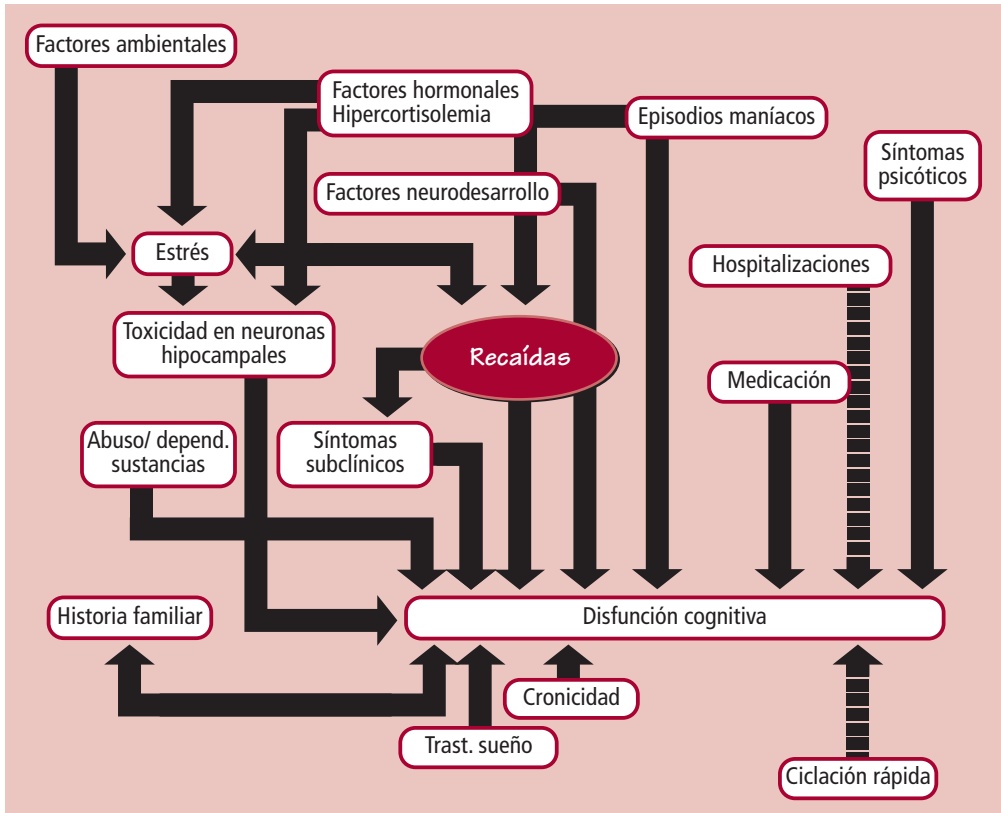 Factores ambientales
Factores hormonales
Hipercortisolemia
Episodios maníacos
Síntomas
psicóticos
Factores neurodesarrollo
Estrés
Hospitalizaciones
Toxicidad en neuronas
hipocampales
Recaídas
Medicación
Abuso/ depend.
sustancias
Síntomas
subclínicos
Historia familiar
Disfunción cognitiva
Cronicidad
Trast. sueño
Ciclación rápida